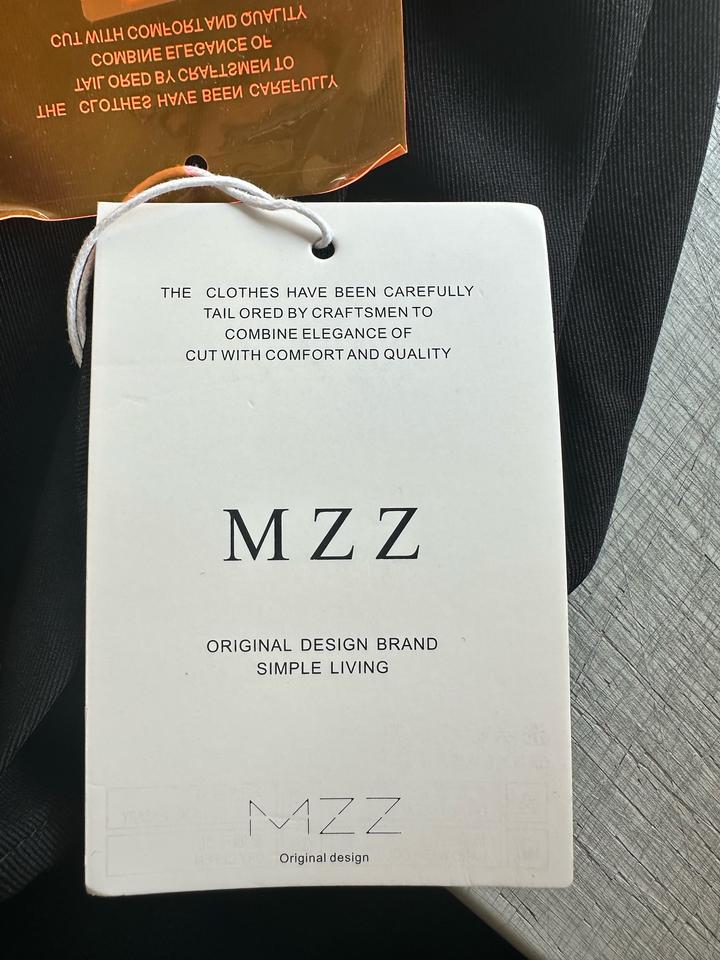 THE CLOTHES HAVE BEEN CAREFULLY
TAIL ORED BY CRAFTSMEN TO
COMBINE ELEGANCE OF
CUT WITH COMFORT AND QUALITY
THE CLOTHES HAVE BEEN CAREFULLY
TAIL ORED BY CRAFTSMEN TO
COMBINE ELEGANCE OF
CUT WITH COMFORT AND QUALITY
MZZ
ORIGINAL DESIGN BRAND
SIMPLE LIVING
MZZ
Original design